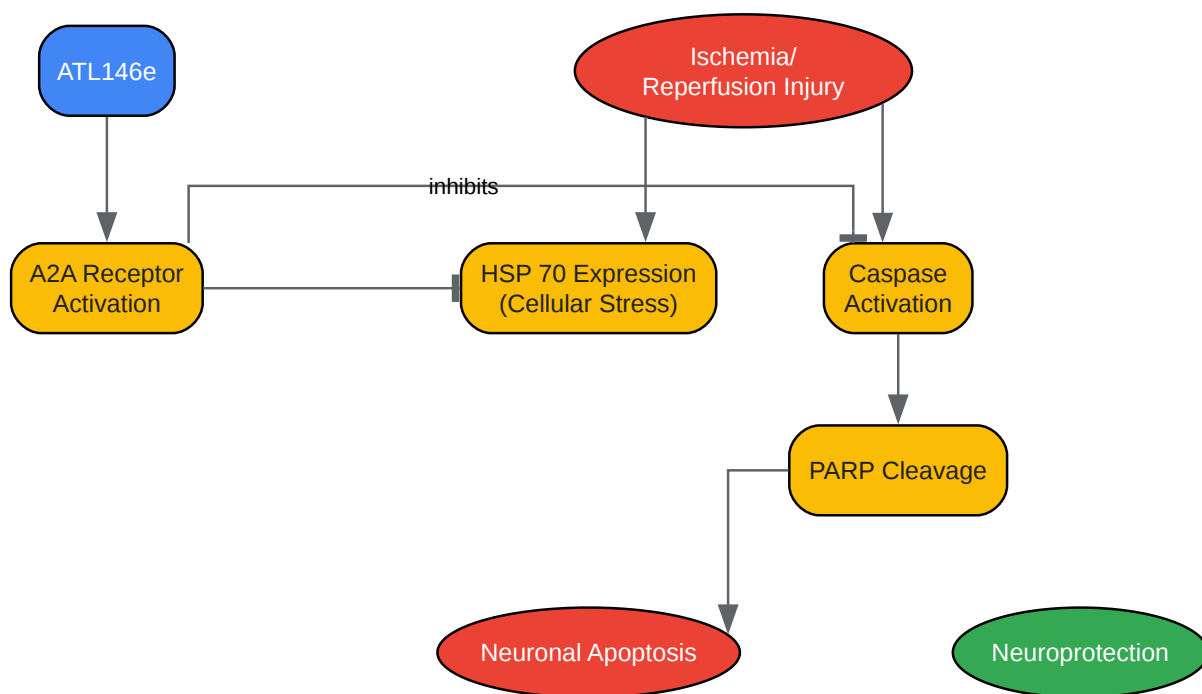 ATL146e
Ischemia/
Reperfusion Injury
inhibits
A2A Receptor
Activation
HSP 70 Expression
(Cellular Stress)
Caspase
Activation
PARP Cleavage
Neuronal Apoptosis
Neuroprotection